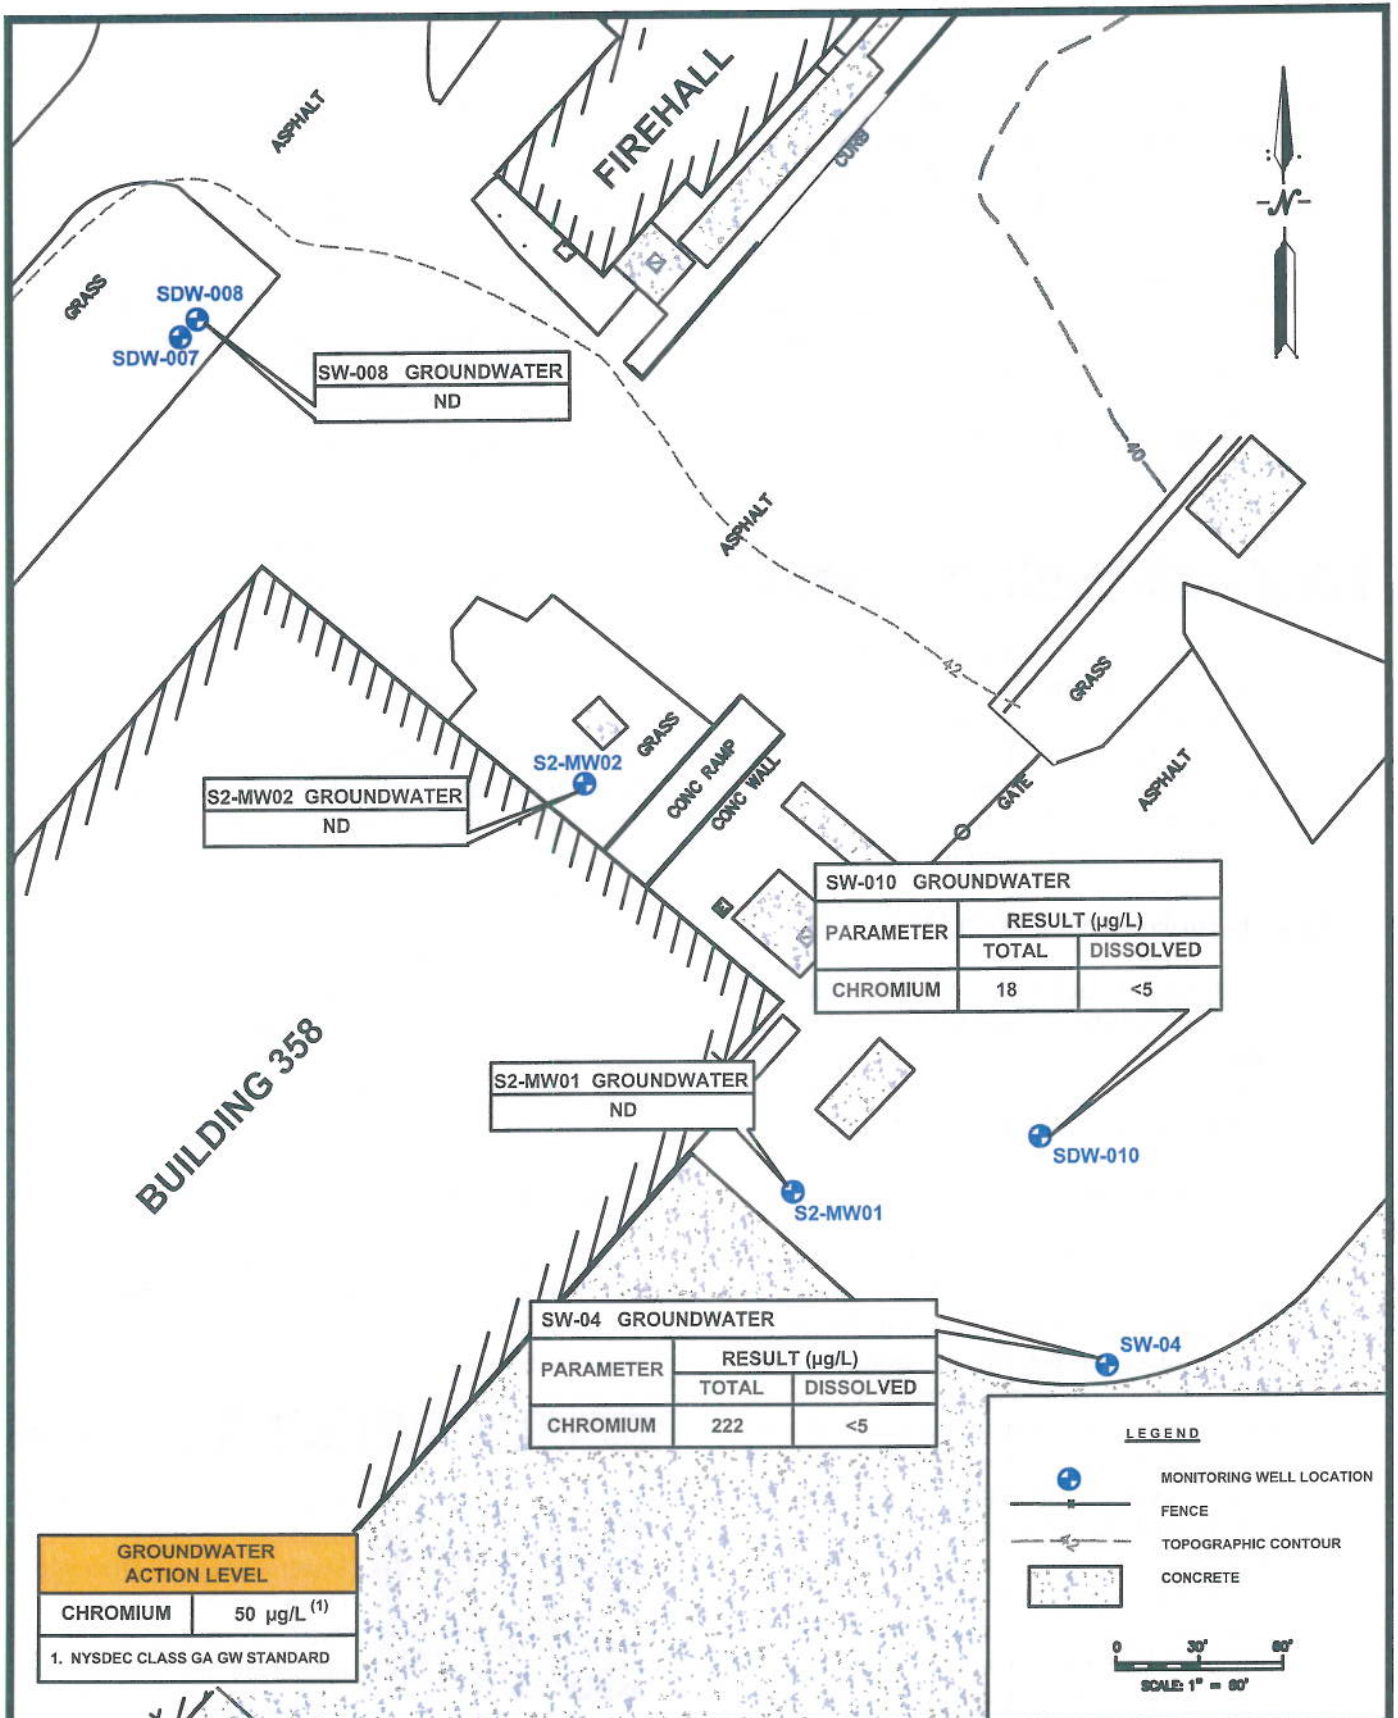 FIREHALL
ASPHALT
CURB
N
GRASS
SDW-008
SDW-007
SW-008 GROUNDWATER
ND
40
ASPHALT
42
GRASS
GRASS
S2-MW02
CONC RAMP
CONC WALL
GATE
ASPHALT
S2-MW02 GROUNDWATER
ND
SW-010 GROUNDWATER
PARAMETER
RESULT (µg/L)
TOTAL
DISSOLVED
CHROMIUM
18
<5
BUILDING 358
S2-MW01 GROUNDWATER
ND
SDW-010
S2-MW01
SW-04 GROUNDWATER
PARAMETER
RESULT (µg/L)
TOTAL
DISSOLVED
CHROMIUM
222
<5
SW-04
LEGEND
MONITORING WELL LOCATION
FENCE
42
TOPOGRAPHIC CONTOUR
CONCRETE
0 30' 60'
SCALE: 1" = 60'
GROUNDWATER
ACTION LEVEL
CHROMIUM
50 µg/L (1)
1. NYSDEC CLASS GA GW STANDARD